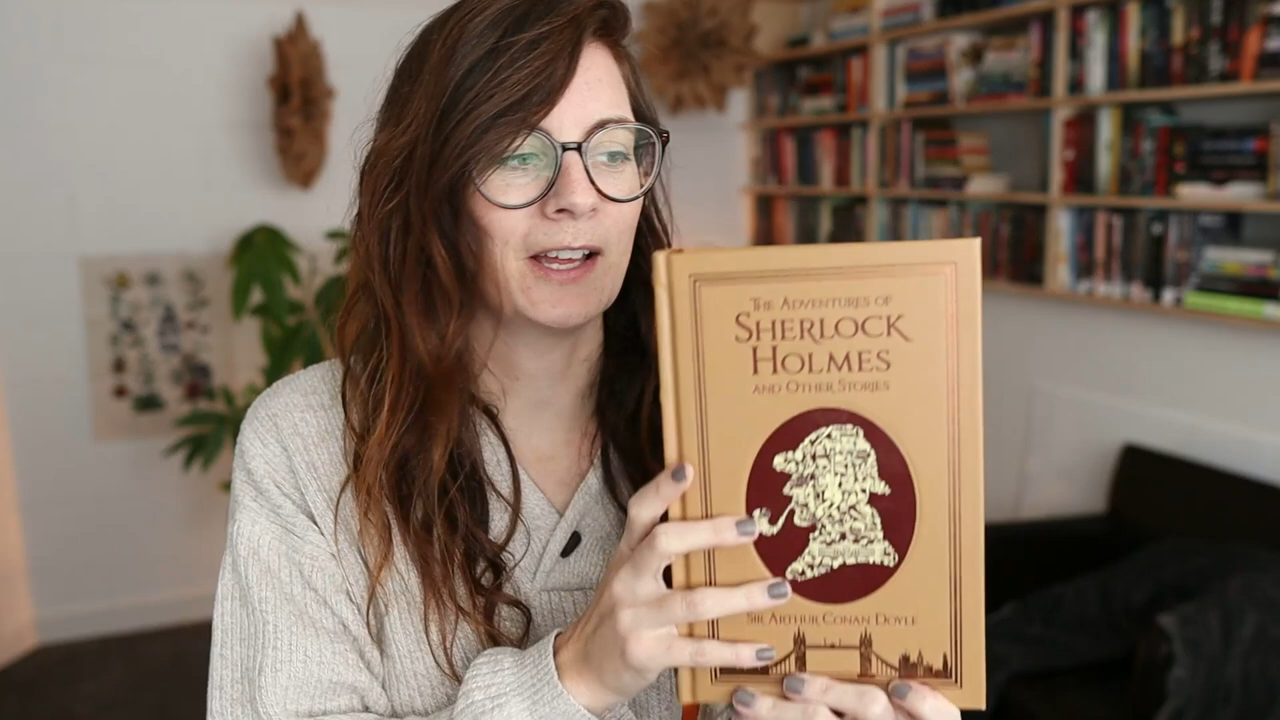 THE ADVENTURES OF
SHERLOCK
HOLMES
AND OTHER STORIES
SIR ARTHUR CONAN DOYLE